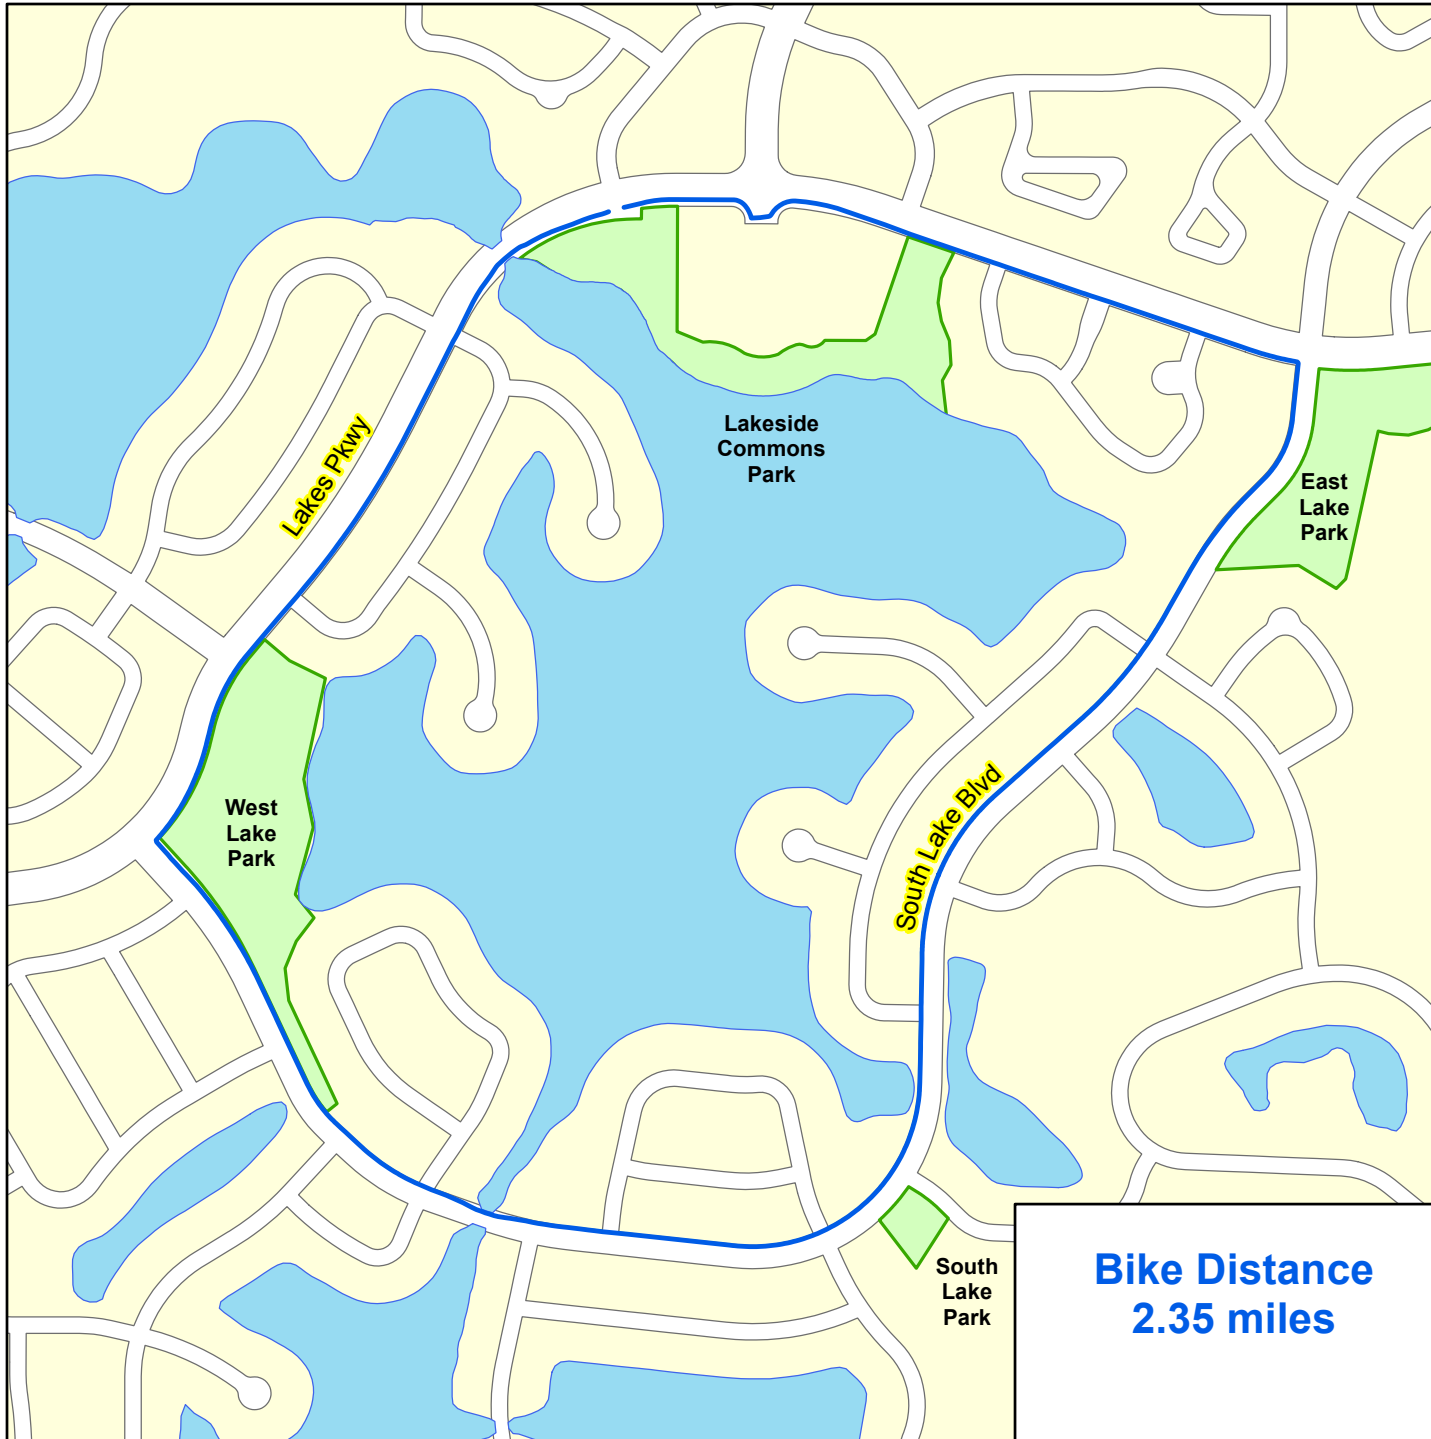 Lakes Pkwy
Lakeside
Commons
Park
East
Lake
Park
West
Lake
Park
South Lake Blvd
South
Lake
Park
Bike Distance
2.35 miles